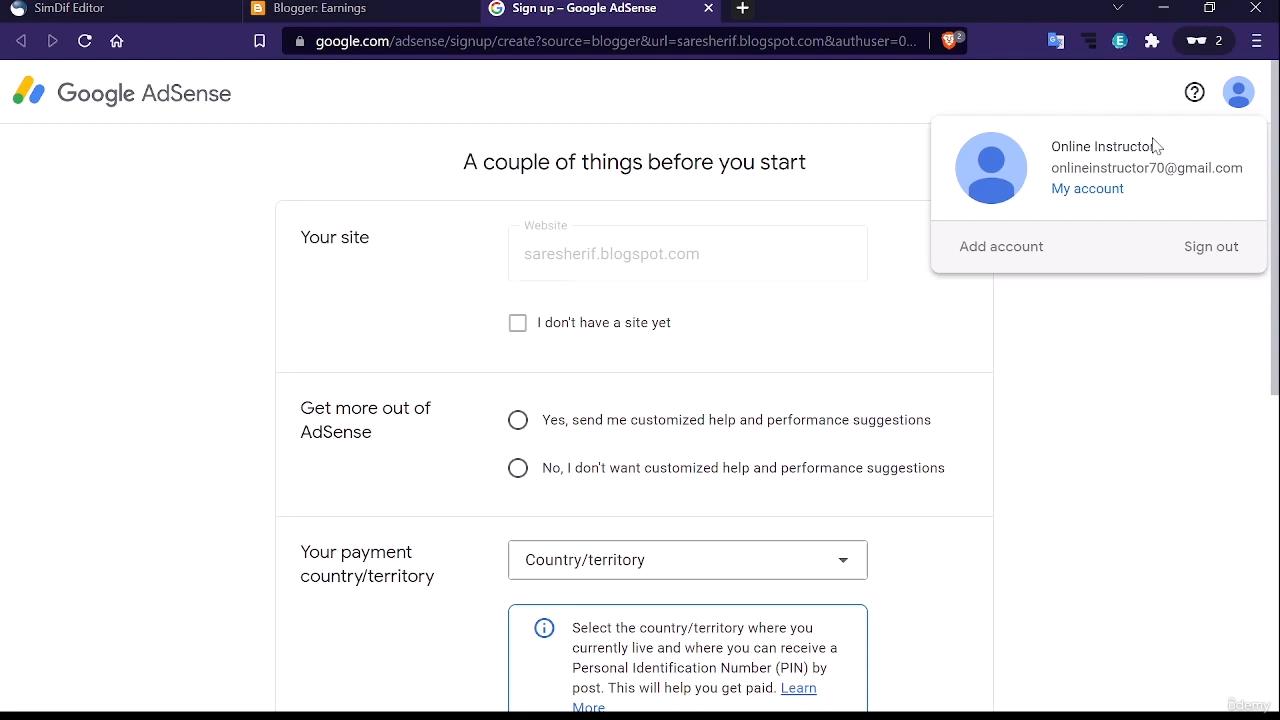 SimDif Editor
Blogger: Earnings
Sign up – Google AdSense
google.com/adsense/signup/create?source=blogger&url=saresherif.blogspot.com&authuser=0...
2
2
Google AdSense
Online Instructor
onlineinstructor70@gmail.com
My account
Add account
Sign out
A couple of things before you start
Your site
Website
saresherif.blogspot.com
I don't have a site yet
Get more out of
AdSense
Yes, send me customized help and performance suggestions
No, I don't want customized help and performance suggestions
Your payment
country/territory
Country/territory
Select the country/territory where you
currently live and where you can receive a
Personal Identification Number (PIN) by
post. This will help you get paid. Learn
More
Udemy